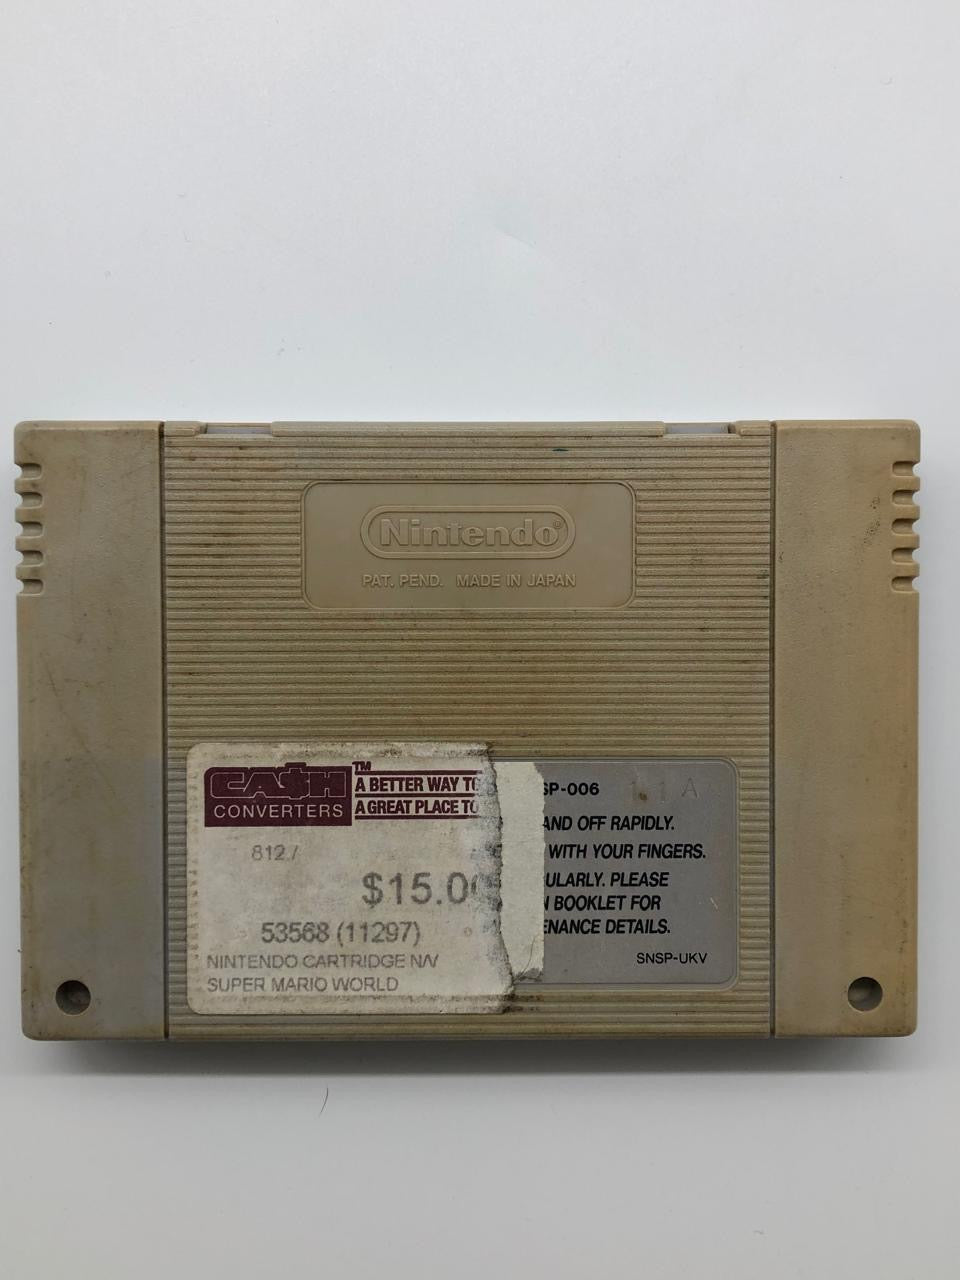 Nintendo®
PAT. PEND. MADE IN JAPAN
CA$H
CONVERTERS
TM
A BETTER WAY TO
A GREAT PLACE TO
812./
$15.00
53568 (11297)
NINTENDO CARTRIDGE N/V
SUPER MARIO WORLD
SP-006 11A
AND OFF RAPIDLY.
WITH YOUR FINGERS.
ULARLY. PLEASE
N BOOKLET FOR
ENANCE DETAILS.
SNSP-UKV